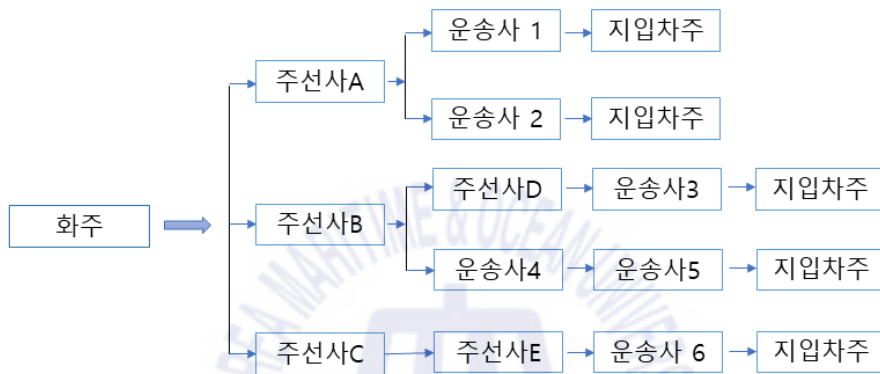 운송사 1 지입차주
주선사A
운송사 2 지입차주
주선사D 운송사3 지입차주
화주 주선사B
운송사4 운송사5 지입차주
주선사C 주선사E 운송사 6 지입차주
MARITIME & OCEAN UNIVER